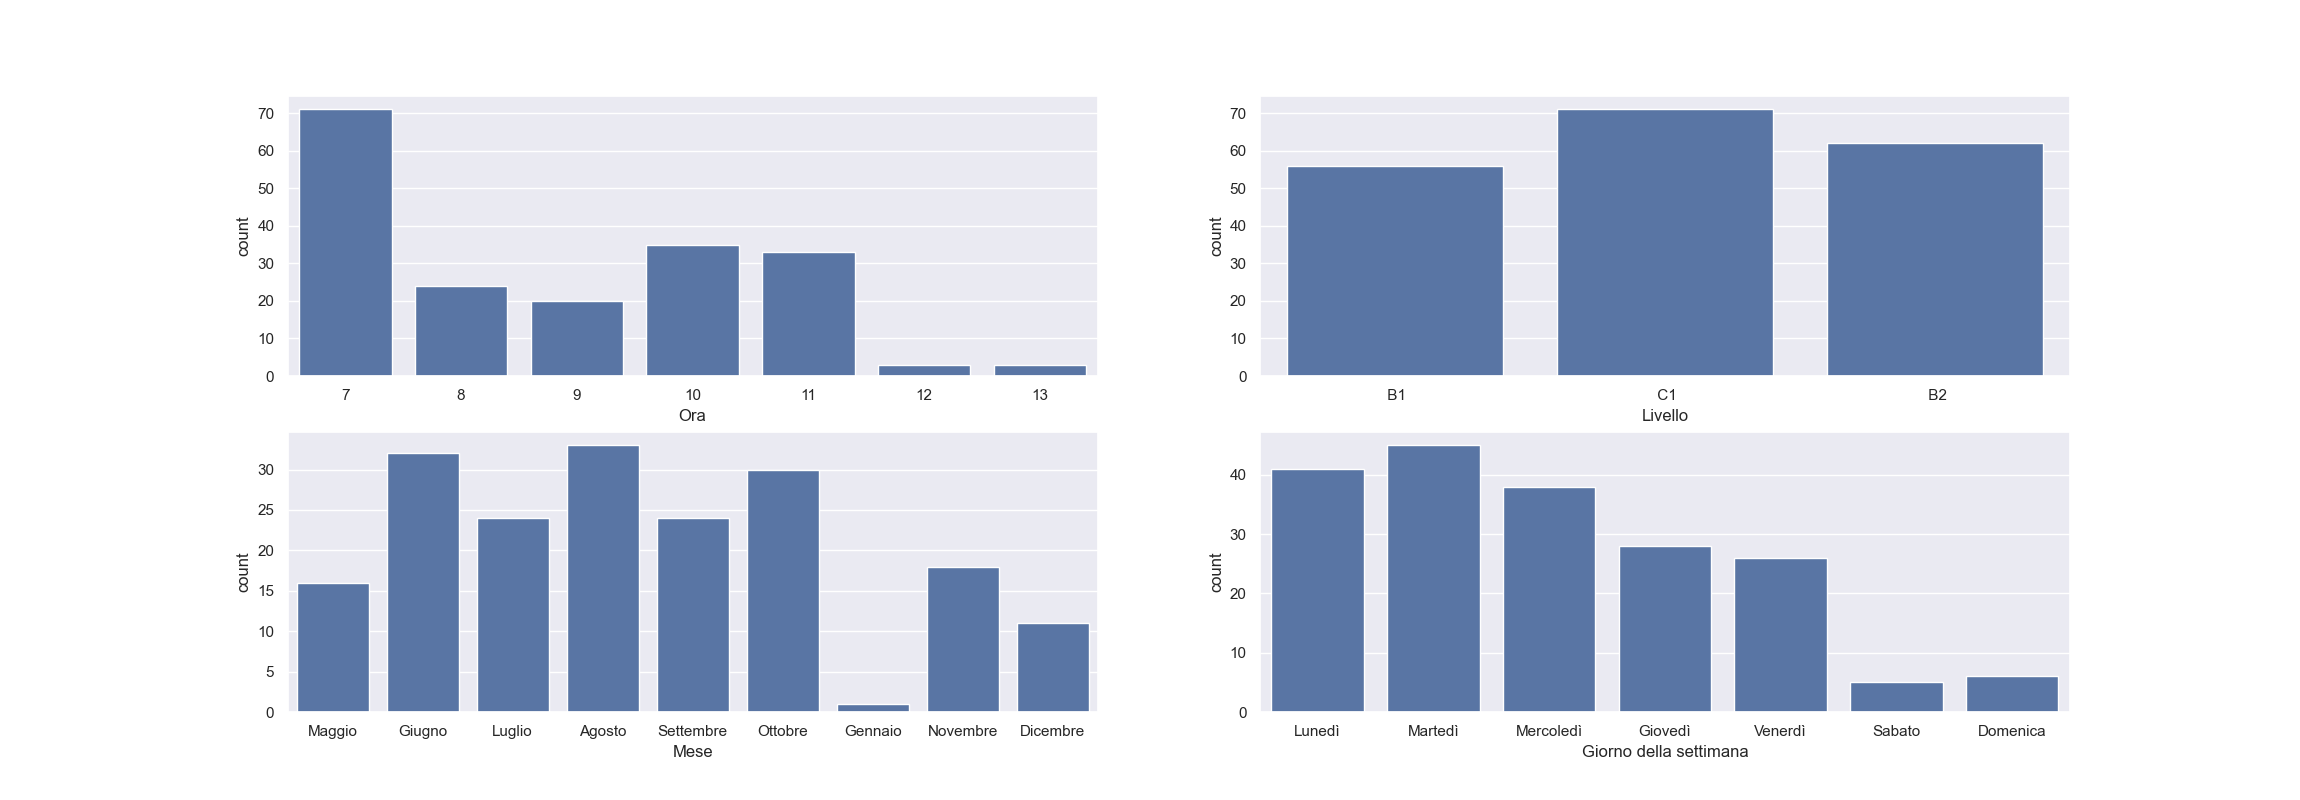 70
60
50
40
30
20
10
0
count
7 8 9 10 11 12 13
Ora
70
60
50
40
30
20
10
0
count
B1 C1 B2
Livello
30
25
20
15
10
5
0
count
Maggio Giugno Luglio Agosto Settembre Ottobre Gennaio Novembre Dicembre
Mese
40
30
20
10
0
count
Lunedì Martedì Mercoledì Giovedì Venerdì Sabato Domenica
Giorno della settimana